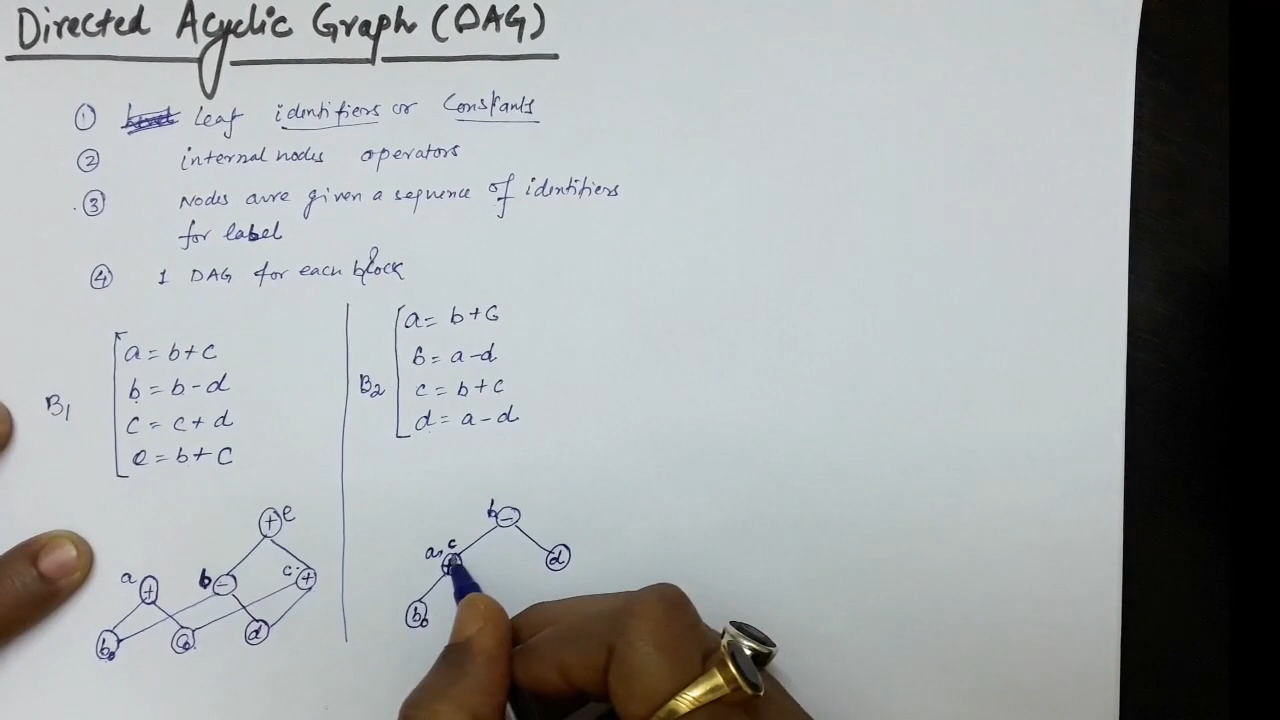 Directed Acyclic Graph (DAG)
① Leaf identifiers or Constants
② internal nodes operators
③ Nodes are given a sequence of identifiers
for label
④ 1 DAG for each block
B1
a = b + c
b = b - d
c = c + d
e = b + c
B2
a = b + c
b = a - d
c = b + c
d = a - d
+ e
a + b - c +
b0 c0 d
b -
a, c + d
b0